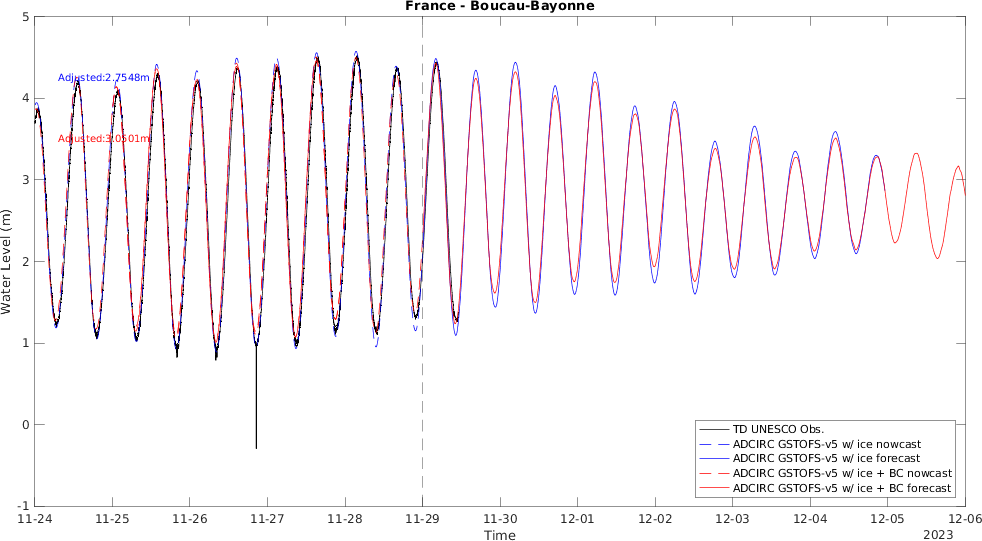 France - Boucau-Bayonne
Water Level (m)
5
4
3
2
1
0
-1
Adjusted:2.7548m
Adjusted:3.0501m
TD UNESCO Obs.
ADCIRC GSTOFS-v5 w/ ice nowcast
ADCIRC GSTOFS-v5 w/ ice forecast
ADCIRC GSTOFS-v5 w/ ice + BC nowcast
ADCIRC GSTOFS-v5 w/ ice + BC forecast
11-24 11-25 11-26 11-27 11-28 11-29 11-30 12-01 12-02 12-03 12-04 12-05 12-06
Time
2023